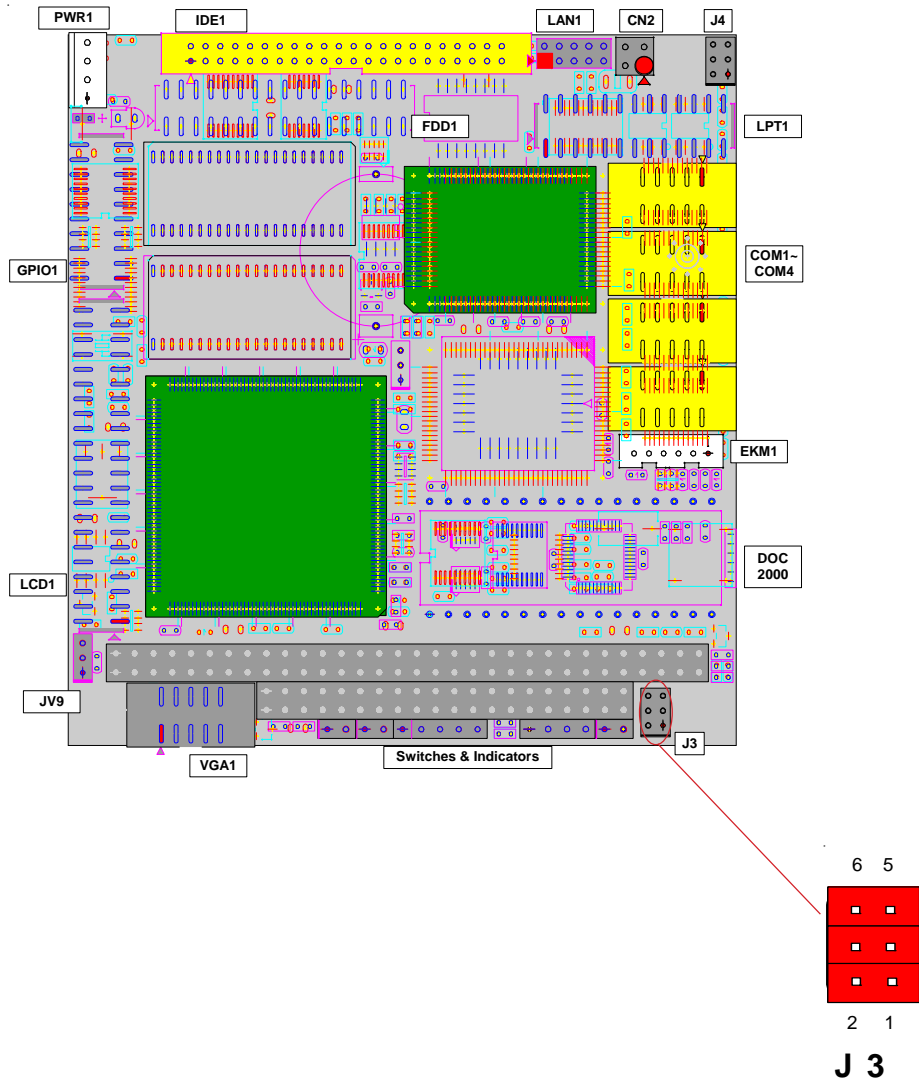 PWR1
IDE1
LAN1
CN2
J4
FDD1
LPT1
GPIO1
COM1~
COM4
EKM1
DOC
2000
LCD1
JV9
VGA1
Switches & Indicators
J3
6 5
2 1
J 3